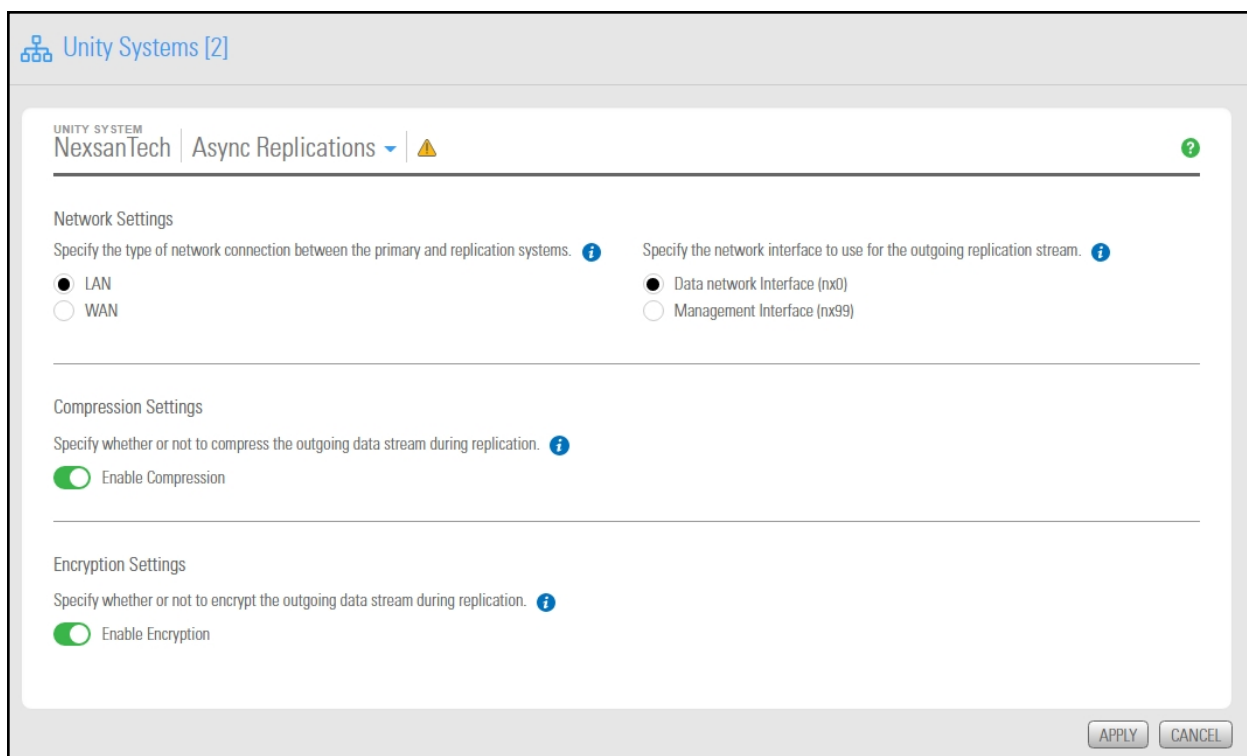 Unity Systems [2]
UNITY SYSTEM
NexsanTech
Async Replications
Network Settings
Specify the type of network connection between the primary and replication systems.
LAN
WAN
Specify the network interface to use for the outgoing replication stream.
Data network Interface (nx0)
Management Interface (nx99)
Compression Settings
Specify whether or not to compress the outgoing data stream during replication.
Enable Compression
Encryption Settings
Specify whether or not to encrypt the outgoing data stream during replication.
Enable Encryption
APPLY
CANCEL